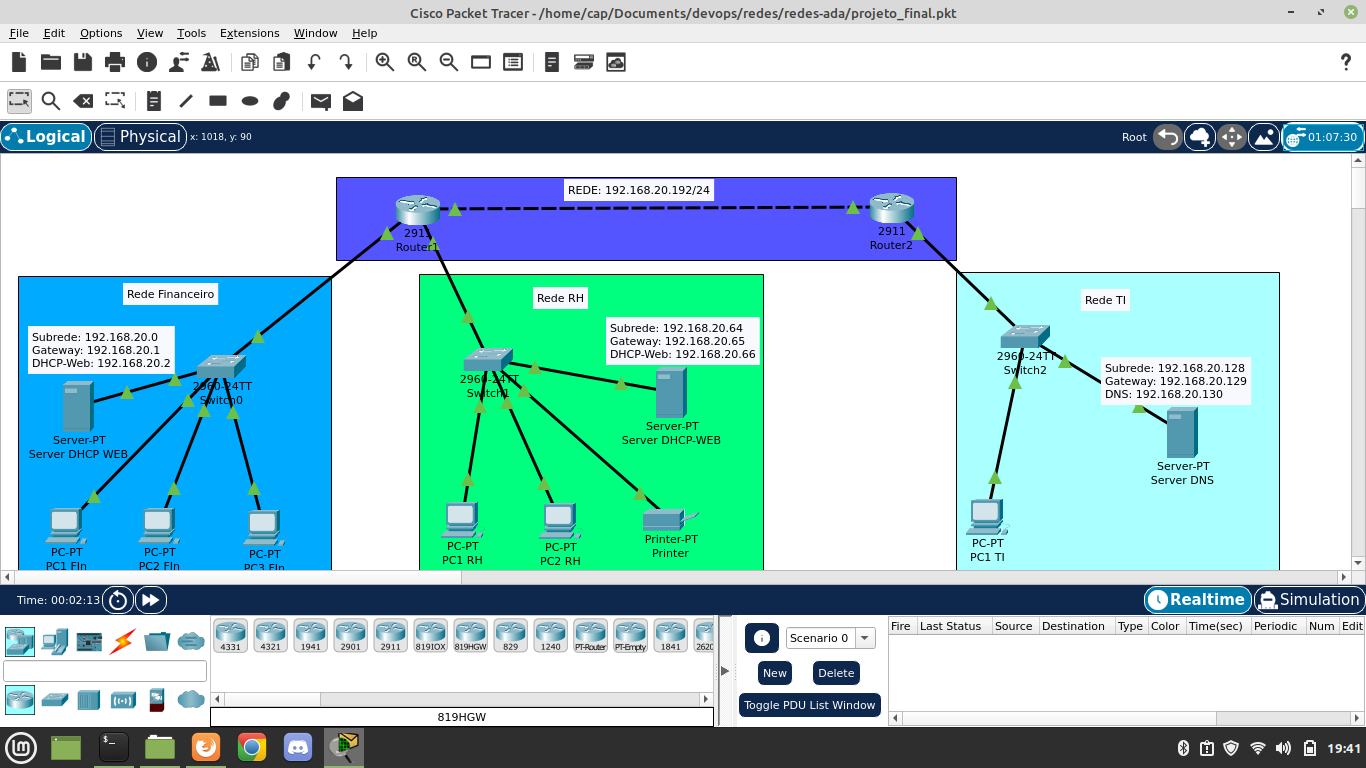 Cisco Packet Tracer - /home/cap/Documents/devops/redes/redes-ada/projeto_final.pkt
File Edit Options View Tools Extensions Window Help
?
Logical Physical x: 1018, y: 90 Root 01:07:30
REDE: 192.168.20.192/24
2911
Router1
2911
Router2
Rede Financeiro
Subrede: 192.168.20.0
Gateway: 192.168.20.1
DHCP-Web: 192.168.20.2
2960-24TT
Switch0
Server-PT
Server DHCP WEB
PC-PT
PC1 FIn
PC-PT
PC2 FIn
PC-PT
PC3 FIn
Rede RH
Subrede: 192.168.20.64
Gateway: 192.168.20.65
DHCP-Web: 192.168.20.66
2960-24TT
Switch1
Server-PT
Server DHCP-WEB
PC-PT
PC1 RH
PC-PT
PC2 RH
Printer-PT
Printer
Rede TI
2960-24TT
Switch2
Subrede: 192.168.20.128
Gateway: 192.168.20.129
DNS: 192.168.20.130
Server-PT
Server DNS
PC-PT
PC1 TI
Time: 00:02:13 Realtime Simulation
4331 4321 1941 2901 2911 819IOX 819HGW 829 1240 PT-Router PT-Empty 1841 2620
819HGW
Scenario 0
New Delete
Toggle PDU List Window
Fire Last Status Source Destination Type Color Time(sec) Periodic Num Edit
19:41